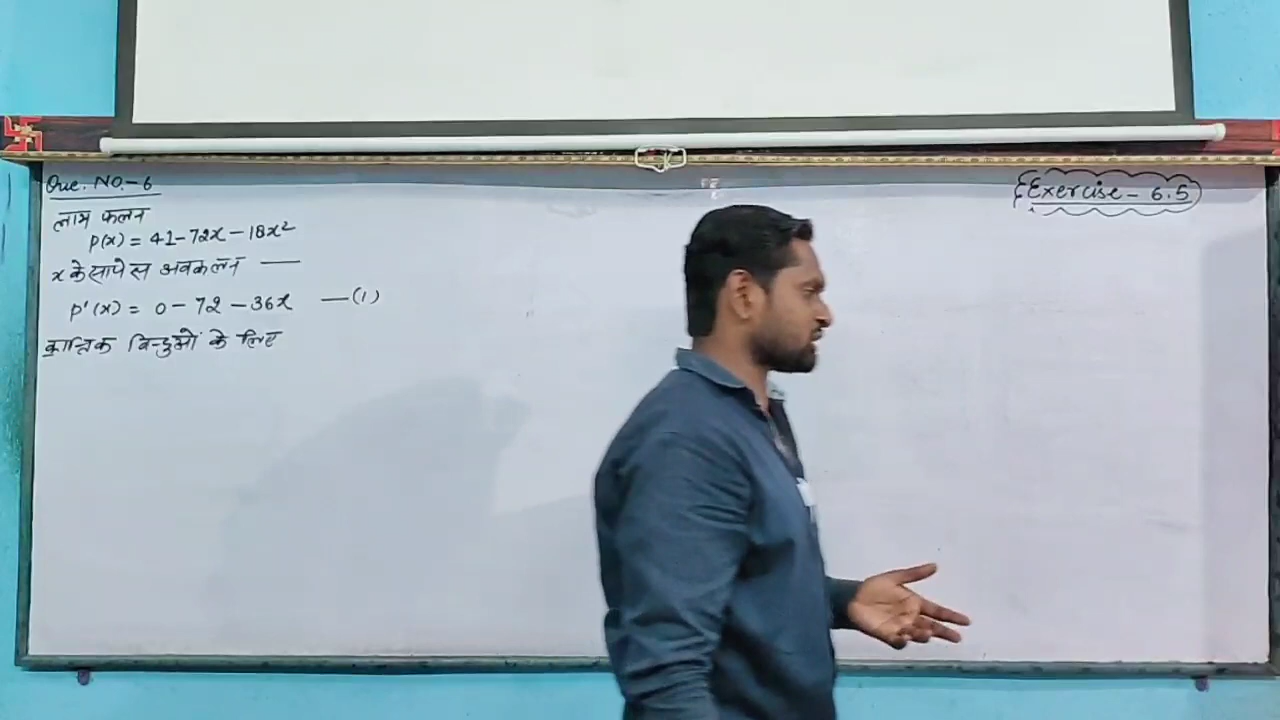 Que. NO.-6
लाभ फलन
P(x) = 41-72x-18x²
x के सापेस अवकलन —
P'(x) = 0-72-36x —(1)
क्रान्तिक बिन्दुओं के लिए
Exercise - 6.5